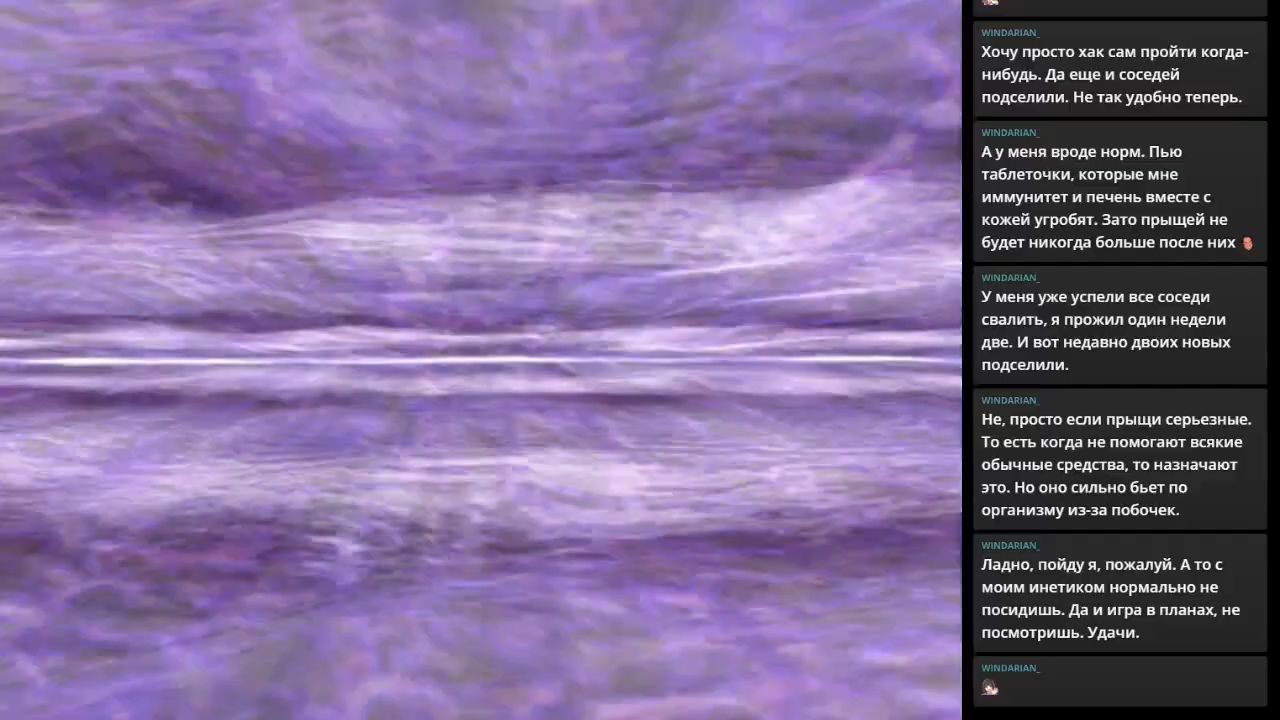 WINDARIAN_
Хочу просто хак сам пройти когда-
нибудь. Да еще и соседей
подселили. Не так удобно теперь.
WINDARIAN_
А у меня вроде норм. Пью
таблеточки, которые мне
иммунитет и печень вместе с
кожей угробят. Зато прыщей не
будет никогда больше после них
WINDARIAN_
У меня уже успели все соседи
свалить, я прожил один недели
две. И вот недавно двоих новых
подселили.
WINDARIAN_
Не, просто если прыщи серьезные.
То есть когда не помогают всякие
обычные средства, то назначают
это. Но оно сильно бьет по
организму из-за побочек.
WINDARIAN_
Ладно, пойду я, пожалуй. А то с
моим инетиком нормально не
посидишь. Да и игра в планах, не
посмотришь. Удачи.
WINDARIAN_